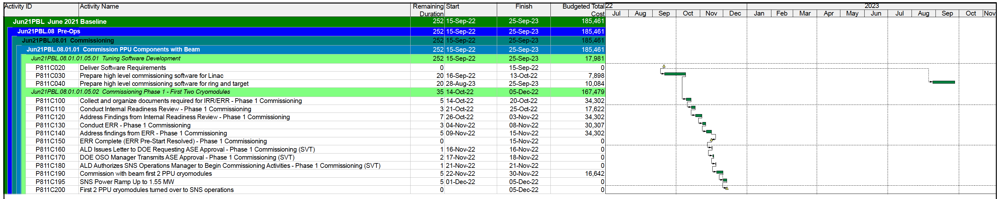 Activity ID Activity Name Remaining Duration Start Finish Budgeted Total Cost 22 2023
Jul Aug Sep Oct Nov Dec Jan Feb Mar Apr May Jun Jul Aug Sep Oct Nov
Jun21PBL June 2021 Baseline 252 15-Sep-22 25-Sep-23 185,461
Jun21PBL.08 Pre-Ops 252 15-Sep-22 25-Sep-23 185,461
Jun21PBL.08.01 Commissioning 252 15-Sep-22 25-Sep-23 185,461
Jun21PBL.08.01.01 Commission PPU Components with Beam 252 15-Sep-22 25-Sep-23 185,461
Jun21PBL.08.01.01.05.01 Tuning Software Development 252 15-Sep-22 25-Sep-23 17,981
P811C020 Deliver Software Requirements 0 15-Sep-22 0
P811C030 Prepare high level commissioning software for Linac 20 16-Sep-22 13-Oct-22 7,898
P811C040 Prepare high level commissioning software for ring and target 20 28-Aug-23 25-Sep-23 10,084
Jun21PBL.08.01.01.05.02 Commissioning Phase 1 - First Two Cryomodules 35 14-Oct-22 05-Dec-22 167,479
P811C100 Collect and organize documents required for IRR/ERR - Phase 1 Commissioning 5 14-Oct-22 20-Oct-22 34,302
P811C110 Conduct Internal Readiness Review - Phase 1 Commissioning 3 21-Oct-22 25-Oct-22 17,622
P811C120 Address Findings from Internal Readiness Review - Phase 1 Commissioning 7 26-Oct-22 03-Nov-22 34,302
P811C130 Conduct ERR - Phase 1 Commissioning 3 04-Nov-22 08-Nov-22 30,307
P811C140 Address findings from ERR - Phase 1 Commissioning 5 09-Nov-22 15-Nov-22 34,302
P811C150 ERR Complete (ERR Pre-Start Resolved) - Phase 1 Commissioning 0 15-Nov-22 0
P811C160 ALD Issues Letter to DOE Requesting ASE Approval - Phase 1 Commissioning (SVT) 1 16-Nov-22 16-Nov-22 0
P811C170 DOE OSO Manager Transmits ASE Approval - Phase 1 Commissioning (SVT) 2 17-Nov-22 18-Nov-22 0
P811C180 ALD Authorizes SNS Operations Manager to Begin Commissioning Activities - Phase 1 Commissioning (SVT) 1 21-Nov-22 21-Nov-22 0
P811C190 Commission with beam first 2 PPU cryomodules 5 22-Nov-22 30-Nov-22 16,642
P811C195 SNS Power Ramp Up to 1.55 MW 5 01-Dec-22 05-Dec-22 0
P811C200 First 2 PPU cryomodules turned over to SNS operations 0 05-Dec-22 0